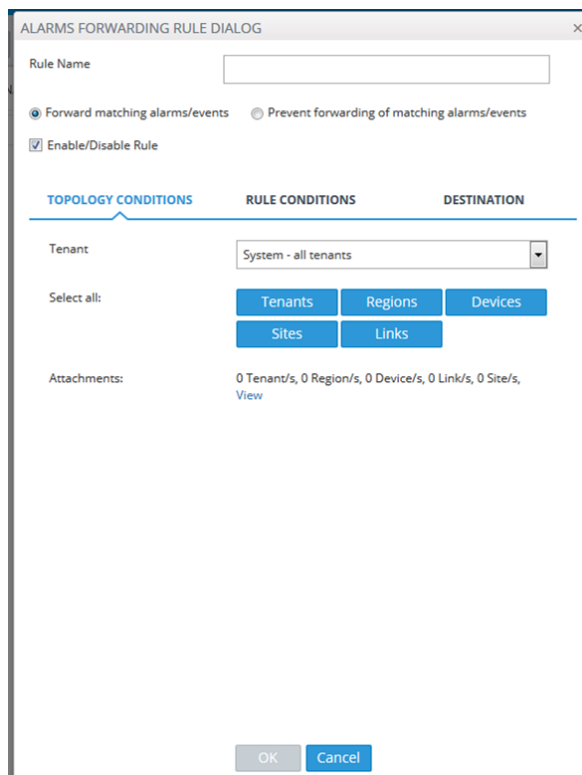 ALARMS FORWARDING RULE DIALOG
Rule Name
Forward matching alarms/events Prevent forwarding of matching alarms/events
Enable/Disable Rule
TOPOLOGY CONDITIONS RULE CONDITIONS DESTINATION
Tenant System - all tenants
Select all: Tenants Regions Devices
Sites Links
Attachments: 0 Tenant/s, 0 Region/s, 0 Device/s, 0 Link/s, 0 Site/s,
View
OK Cancel